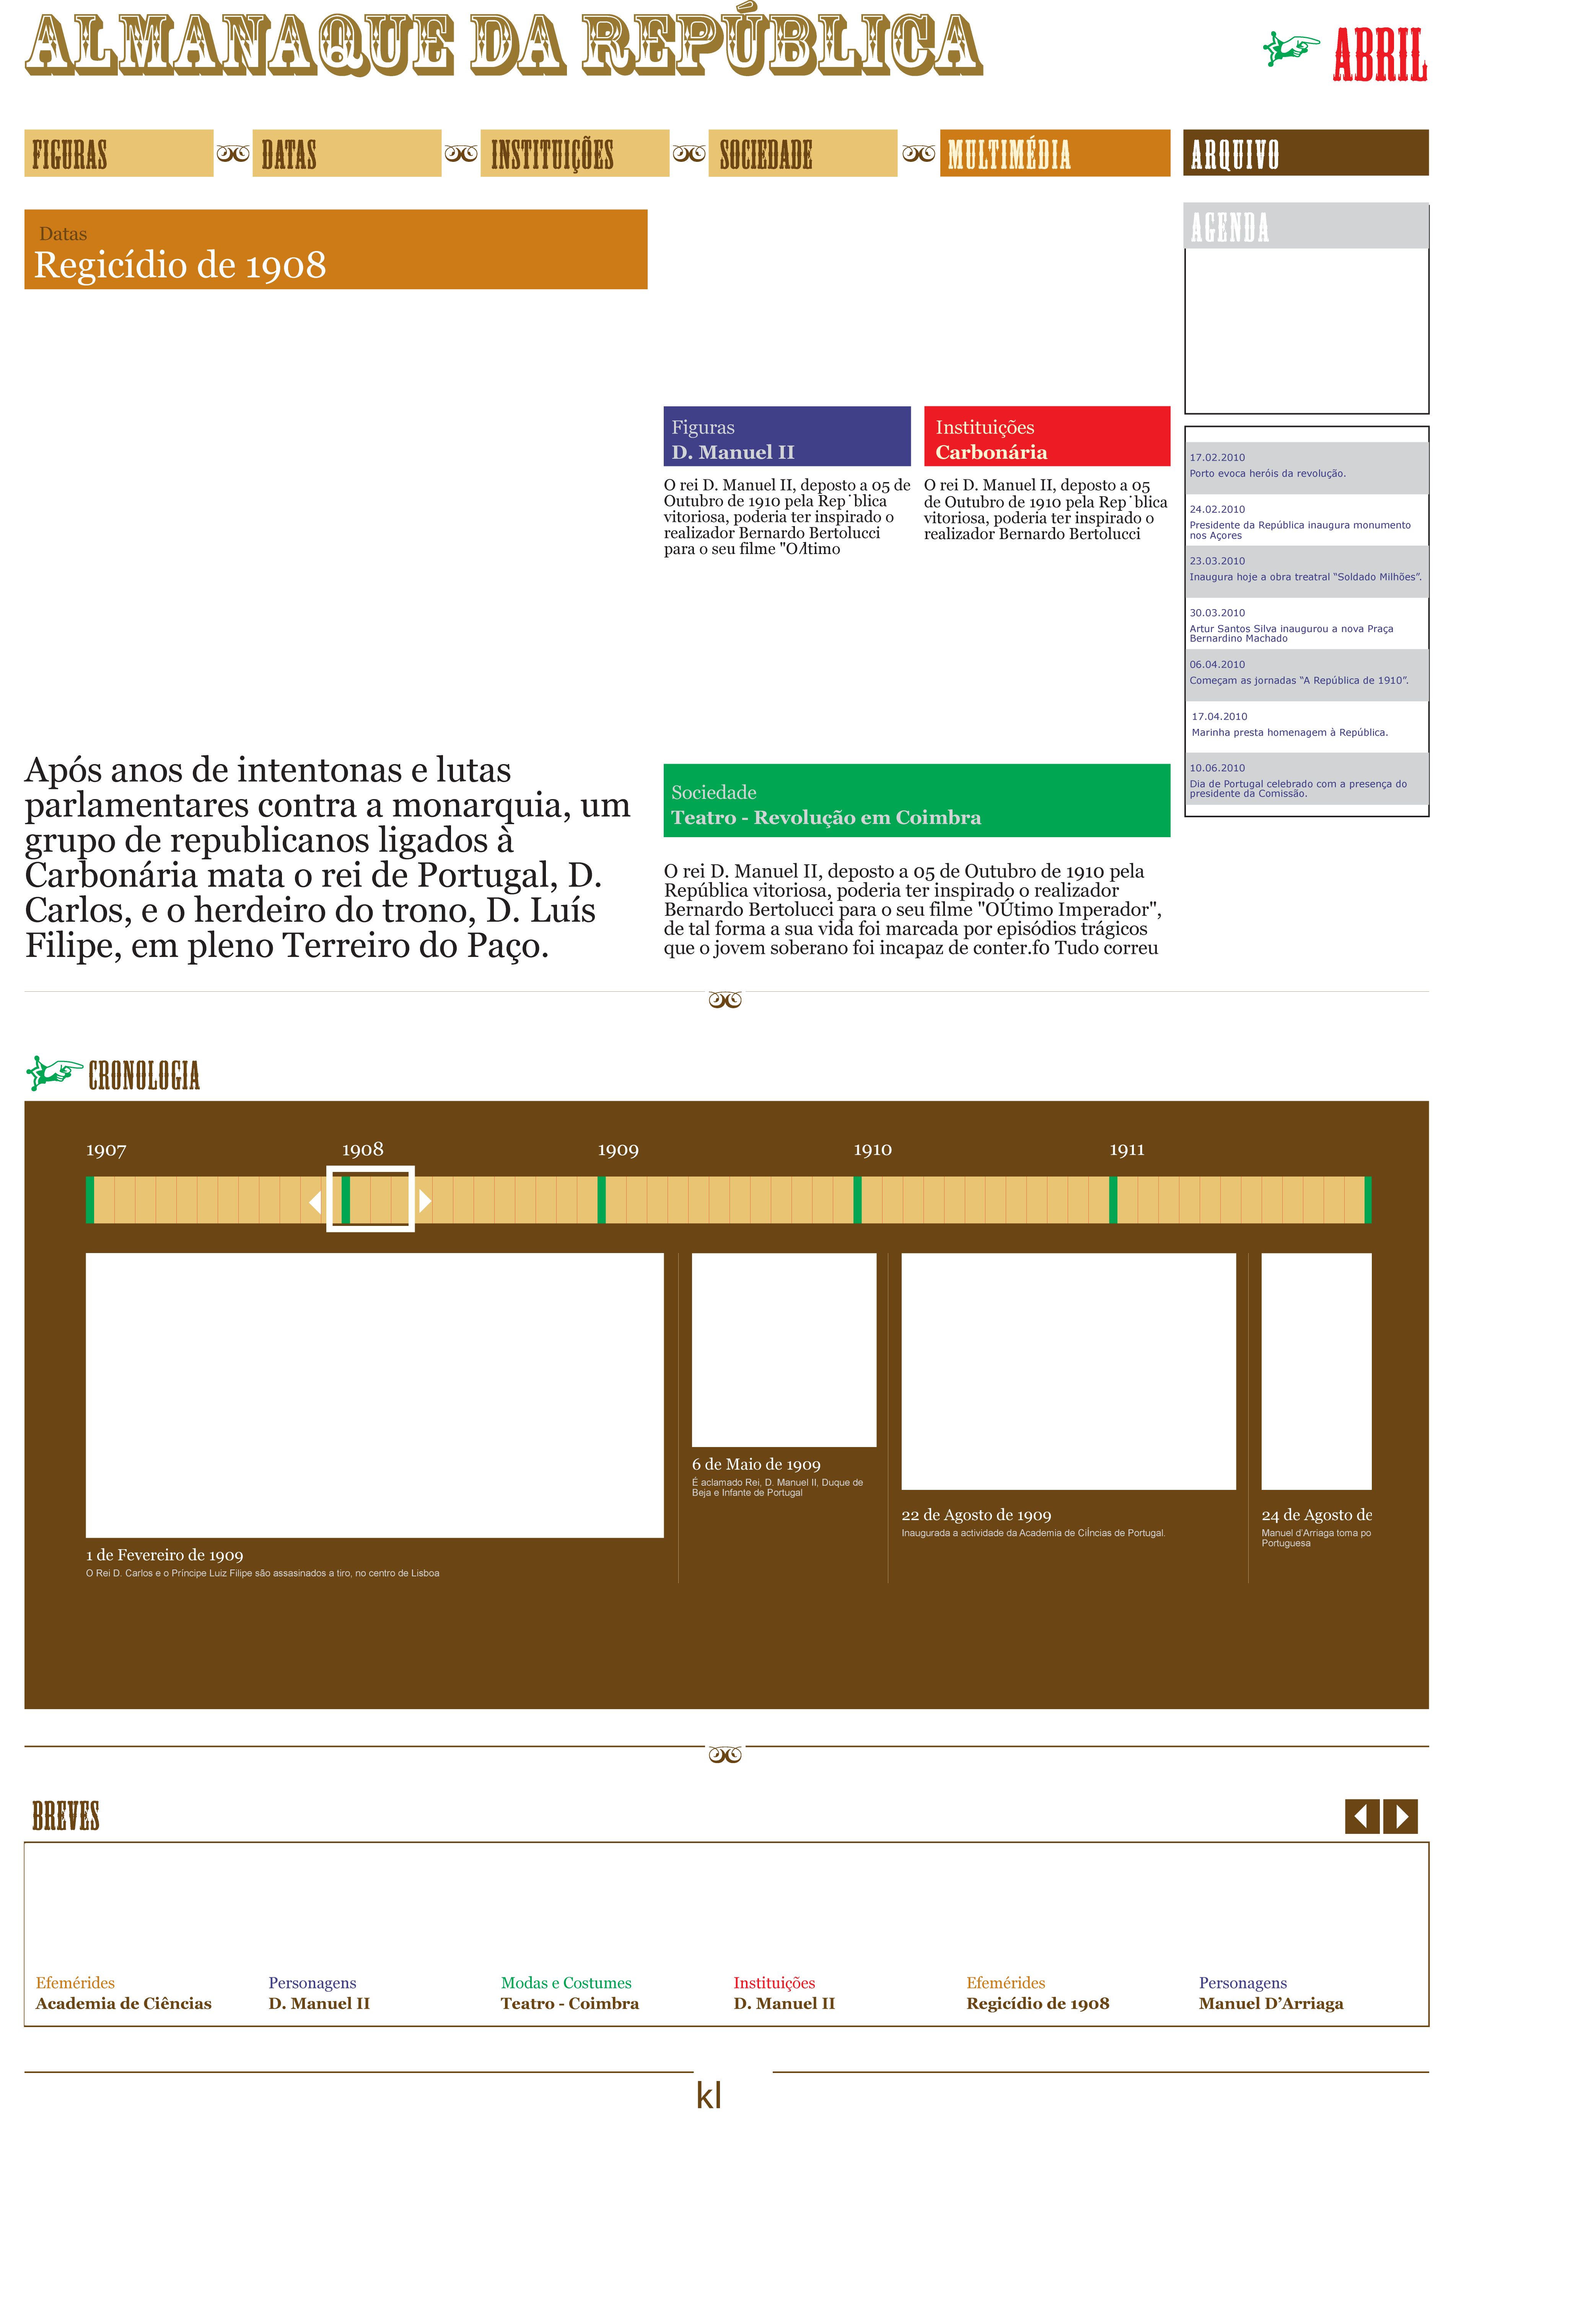 ALMANAQUE DA REPÚBLICA
ABRIL
FIGURAS
DATAS
INSTITUIÇÕES
SOCIEDADE
MULTIMÉDIA
ARQUIVO
Datas
Regicídio de 1908
Após anos de intentonas e lutas
parlamentares contra a monarquia, um
grupo de republicanos ligados à
Carbonária mata o rei de Portugal, D.
Carlos, e o herdeiro do trono, D. Luís
Filipe, em pleno Terreiro do Paço.
Figuras
D. Manuel II
O rei D. Manuel II, deposto a 05 de
Outubro de 1910 pela Rep˙blica
vitoriosa, poderia ter inspirado o
realizador Bernardo Bertolucci
para o seu filme
Instituições
Carbonária
O rei D. Manuel II, deposto a 05
de Outubro de 1910 pela Rep˙blica
vitoriosa, poderia ter inspirado o
realizador Bernardo Bertolucci
Sociedade
Teatro - Revolução em Coimbra
O rei D. Manuel II, deposto a 05 de Outubro de 1910 pela
República vitoriosa, poderia ter inspirado o realizador
Bernardo Bertolucci para o seu filme "OÚtimo Imperador",
de tal forma a sua vida foi marcada por episódios trágicos
que o jovem soberano foi incapaz de conter.fo Tudo correu
AGENDA
17.02.2010
Porto evoca heróis da revolução.
24.02.2010
Presidente da República inaugura monumento
nos Açores
23.03.2010
Inaugura hoje a obra treatral “Soldado Milhões”.
30.03.2010
Artur Santos Silva inaugurou a nova Praça
Bernardino Machado
06.04.2010
Começam as jornadas “A República de 1910”.
17.04.2010
Marinha presta homenagem à República.
10.06.2010
Dia de Portugal celebrado com a presença do
presidente da Comissão.
CRONOLOGIA
1907
1908
1909
1910
1911
1 de Fevereiro de 1909
O Rei D. Carlos e o Príncipe Luiz Filipe são assasinados a tiro, no centro de Lisboa
6 de Maio de 1909
É aclamado Rei, D. Manuel II, Duque de
Beja e Infante de Portugal
22 de Agosto de 1909
Inaugurada a actividade da Academia de CiÍncias de Portugal.
24 de Agosto de
Manuel d’Arriaga toma po
Portuguesa
BREVES
Efemérides
Academia de Ciências
Personagens
D. Manuel II
Modas e Costumes
Teatro - Coimbra
Instituições
D. Manuel II
Efemérides
Regicídio de 1908
Personagens
Manuel D’Arriaga
kl